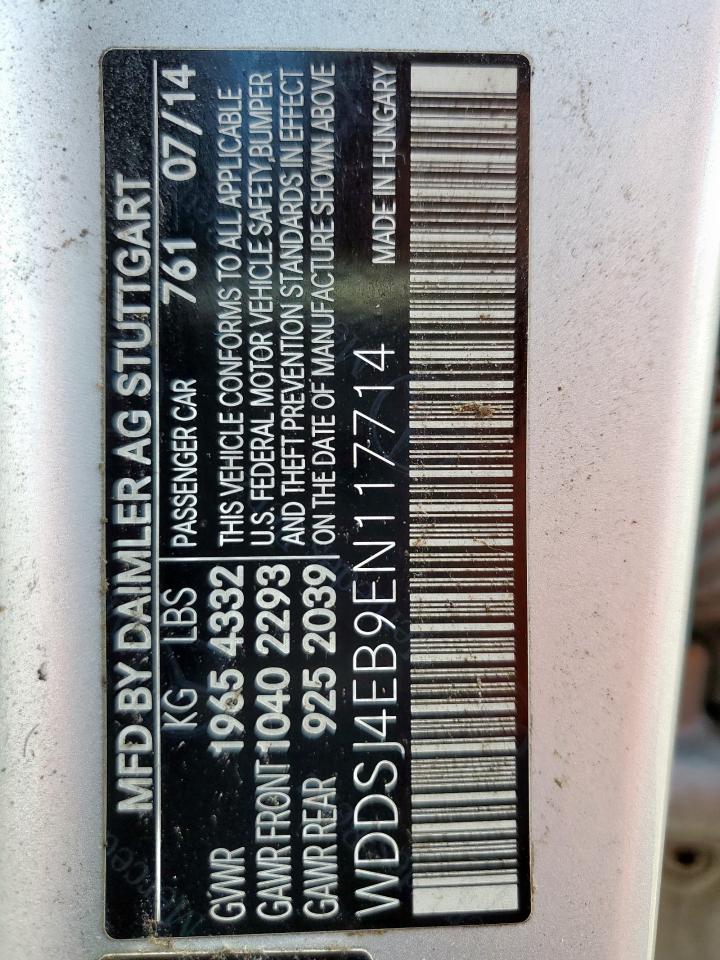 MFD BY DAIMLER AG STUTTGART
KG LBS PASSENGER CAR 761 07/14
GVWR 1965 4332 THIS VEHICLE CONFORMS TO ALL APPLICABLE
GAWR FRONT 1040 2293 U.S. FEDERAL MOTOR VEHICLE SAFETY, BUMPER
GAWR REAR 925 2039 AND THEFT PREVENTION STANDARDS IN EFFECT
ON THE DATE OF MANUFACTURE SHOWN ABOVE
WDDSJ4EB9EN117714 MADE IN HUNGARY